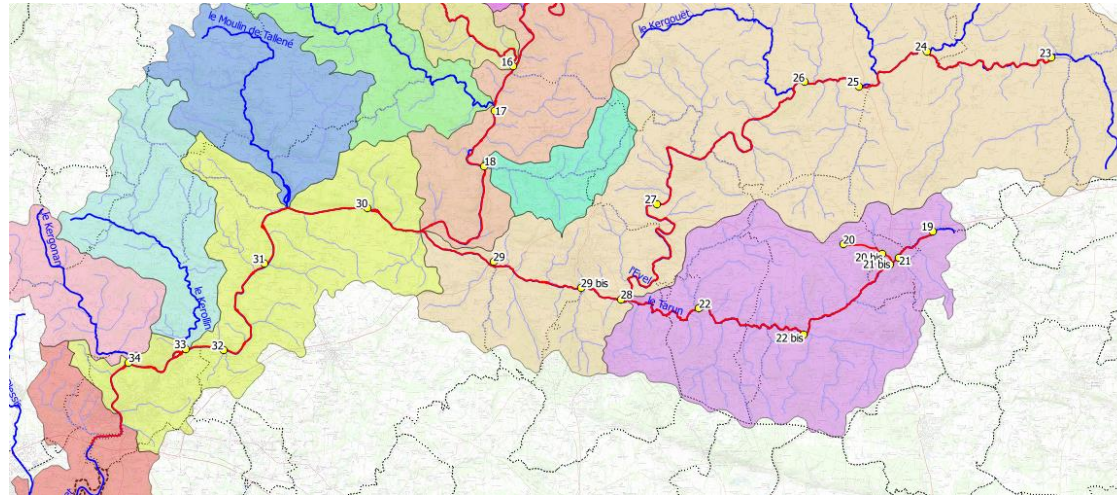 le Moulin de Tallené
le Kergouët
16
17
18
24
23
26
25
27
30
29
29 bis
28
l'Evel
le Tarun
22
22 bis
20
20 bis
21 bis
21
19
31
le Kergonan
le Kerollin
34
33
32